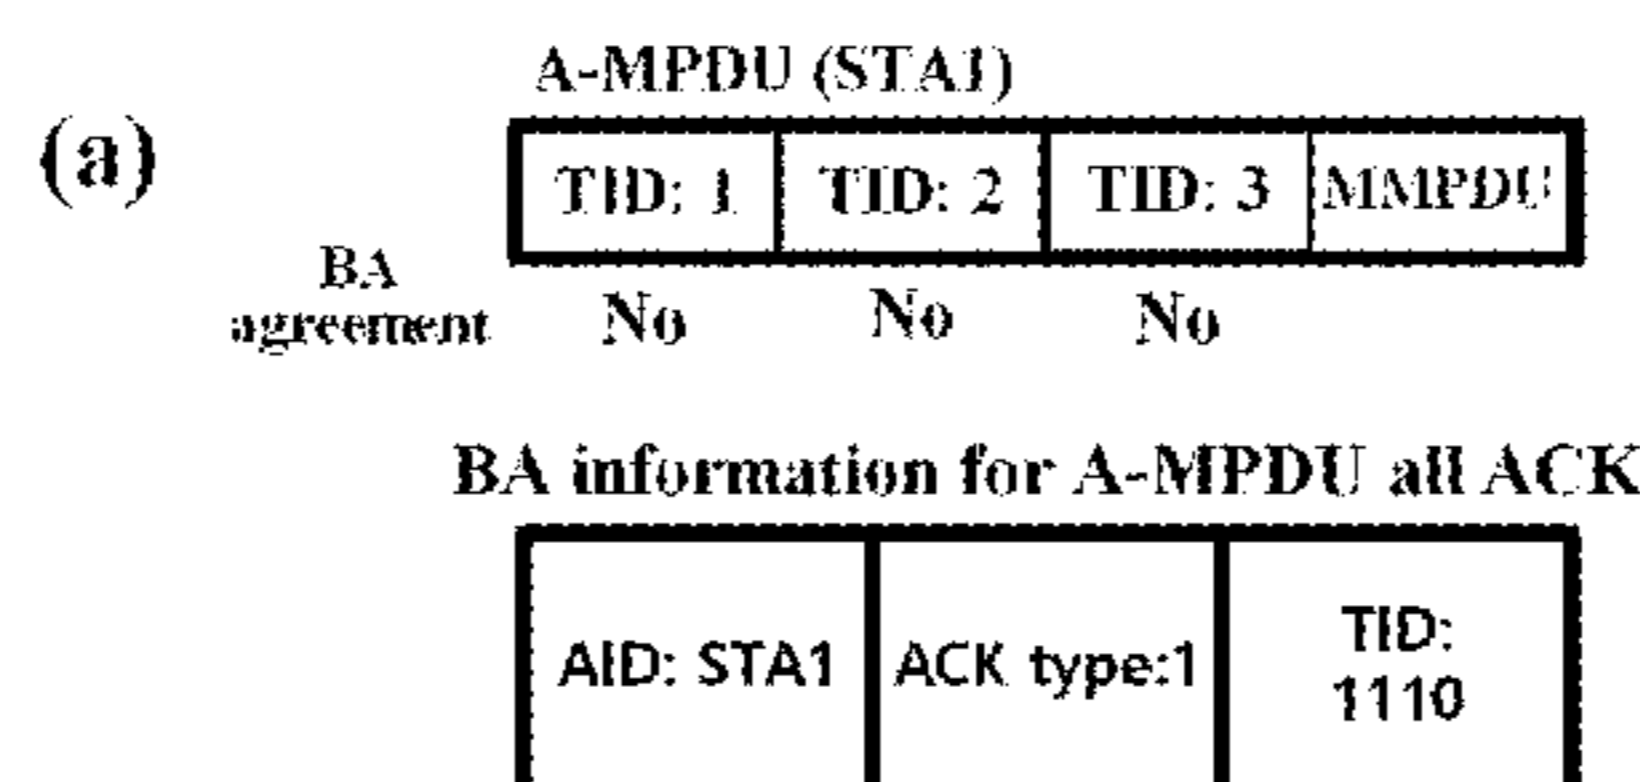 A-MPDU (STA1)
(a)
TID: 1 TID: 2 TID: 3 MMPDU
BA
agreement
No No No
BA information for A-MPDU all ACK
AID: STA1 ACK type:1 TID:
1110